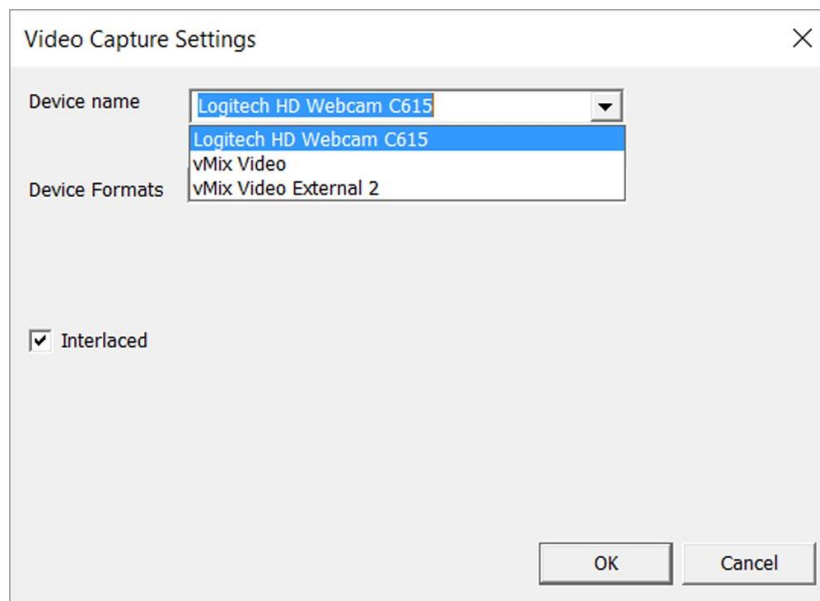 Video Capture Settings
Device name
Logitech HD Webcam C615
Logitech HD Webcam C615
vMix Video
vMix Video External 2
Device Formats
Interlaced
OK
Cancel